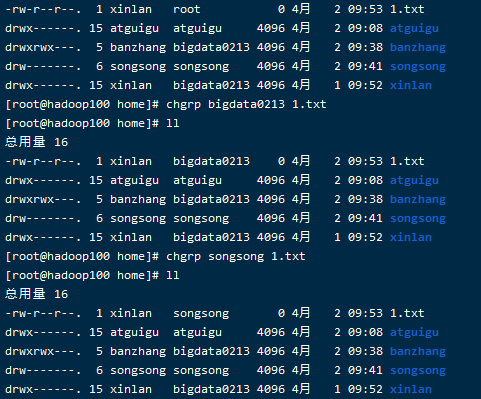 -rw-r--r--.  1 xinlan   root           0 4月   2 09:53 1.txt
drwx------. 15 atguigu  atguigu     4096 4月   2 09:08 atguigu
drwxrwx---.  5 banzhang bigdata0213 4096 4月   2 09:38 banzhang
drw-------.  6 songsong songsong    4096 4月   2 09:41 songsong
drwx------. 15 xinlan   bigdata0213 4096 4月   1 09:52 xinlan
[root@hadoop100 home]# chgrp bigdata0213 1.txt
[root@hadoop100 home]# ll
总用量 16
-rw-r--r--.  1 xinlan   bigdata0213    0 4月   2 09:53 1.txt
drwx------. 15 atguigu  atguigu     4096 4月   2 09:08 atguigu
drwxrwx---.  5 banzhang bigdata0213 4096 4月   2 09:38 banzhang
drw-------.  6 songsong songsong    4096 4月   2 09:41 songsong
drwx------. 15 xinlan   bigdata0213 4096 4月   1 09:52 xinlan
[root@hadoop100 home]# chgrp songsong 1.txt
[root@hadoop100 home]# ll
总用量 16
-rw-r--r--.  1 xinlan   songsong       0 4月   2 09:53 1.txt
drwx------. 15 atguigu  atguigu     4096 4月   2 09:08 atguigu
drwxrwx---.  5 banzhang bigdata0213 4096 4月   2 09:38 banzhang
drw-------.  6 songsong songsong    4096 4月   2 09:41 songsong
drwx------. 15 xinlan   bigdata0213 4096 4月   1 09:52 xinlan